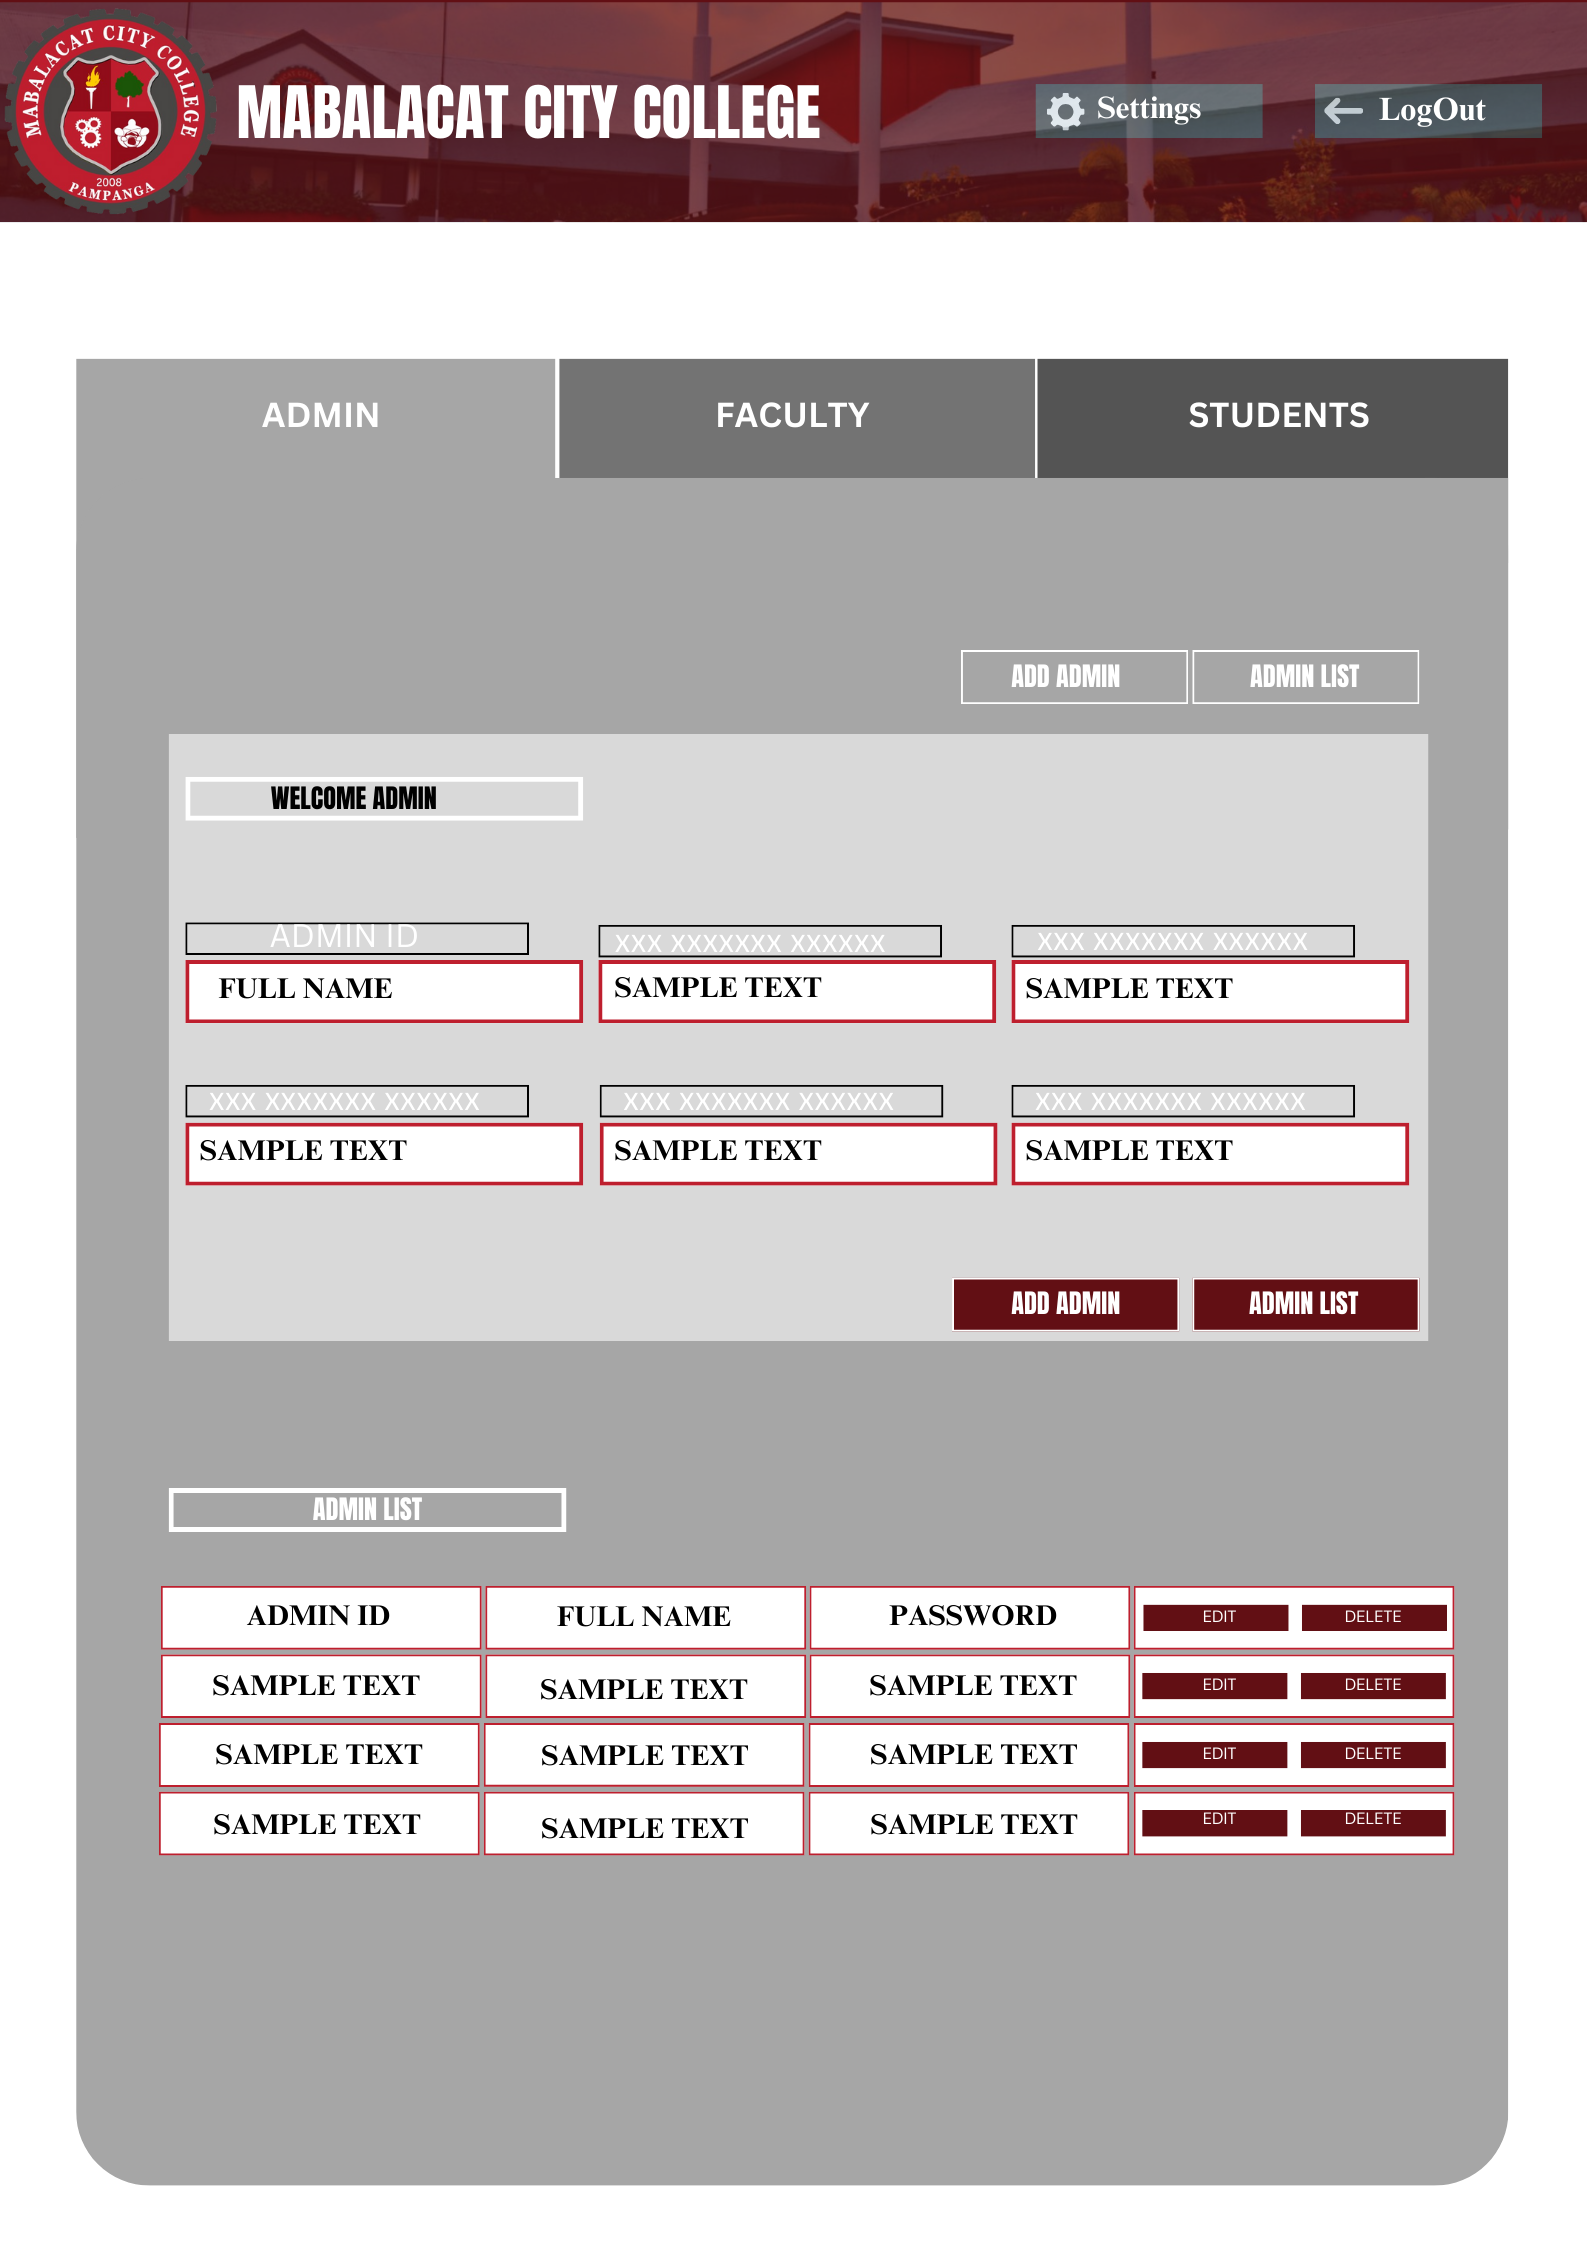 MABALACAT CITY COLLEGE
2008
PAMPANGA
MABALACAT CITY COLLEGE
Settings
LogOut
ADMIN
FACULTY
STUDENTS
ADD ADMIN
ADMIN LIST
WELCOME ADMIN
ADMIN ID
XXX XXXXXXX XXXXXX
XXX XXXXXXX XXXXXX
FULL NAME
SAMPLE TEXT
SAMPLE TEXT
XXX XXXXXXX XXXXXX
XXX XXXXXXX XXXXXX
XXX XXXXXXX XXXXXX
SAMPLE TEXT
SAMPLE TEXT
SAMPLE TEXT
ADD ADMIN
ADMIN LIST
ADMIN LIST
ADMIN ID
FULL NAME
PASSWORD
EDIT
DELETE
SAMPLE TEXT
SAMPLE TEXT
SAMPLE TEXT
EDIT
DELETE
SAMPLE TEXT
SAMPLE TEXT
SAMPLE TEXT
EDIT
DELETE
SAMPLE TEXT
SAMPLE TEXT
SAMPLE TEXT
EDIT
DELETE